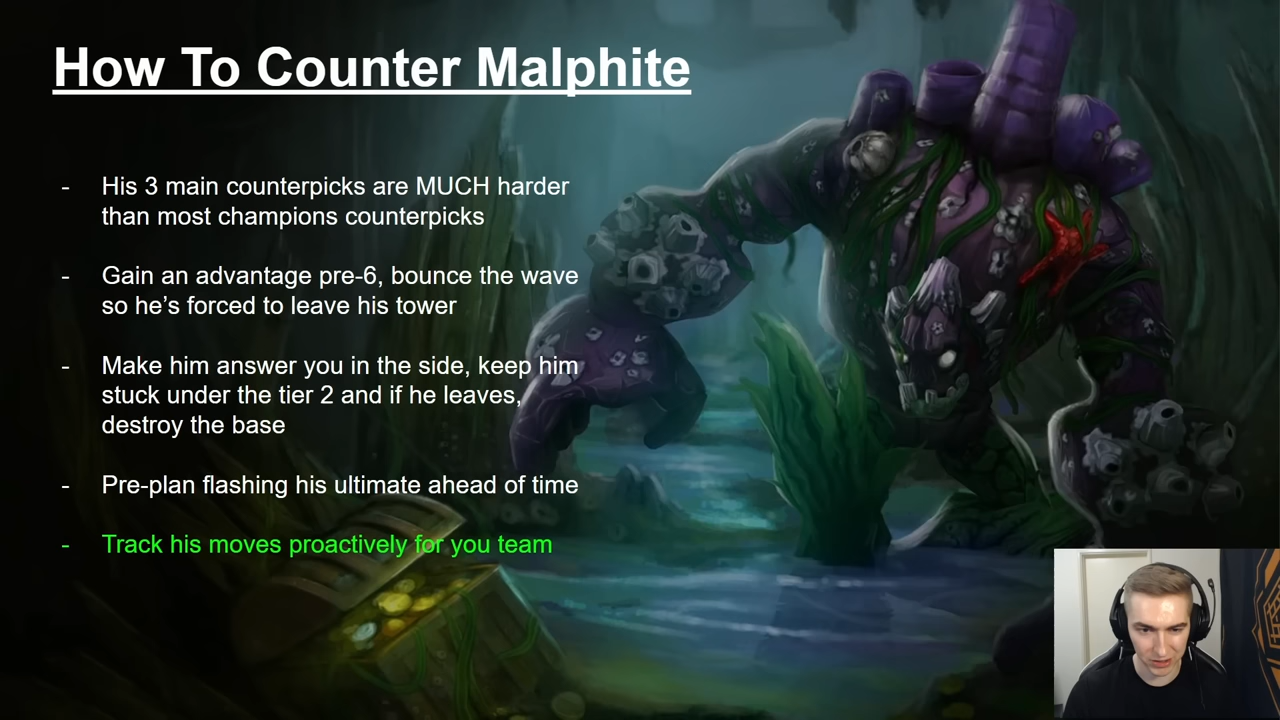 How To Counter Malphite
- His 3 main counterpicks are MUCH harder
than most champions counterpicks
- Gain an advantage pre-6, bounce the wave
so he’s forced to leave his tower
- Make him answer you in the side, keep him
stuck under the tier 2 and if he leaves,
destroy the base
- Pre-plan flashing his ultimate ahead of time
- Track his moves proactively for you team